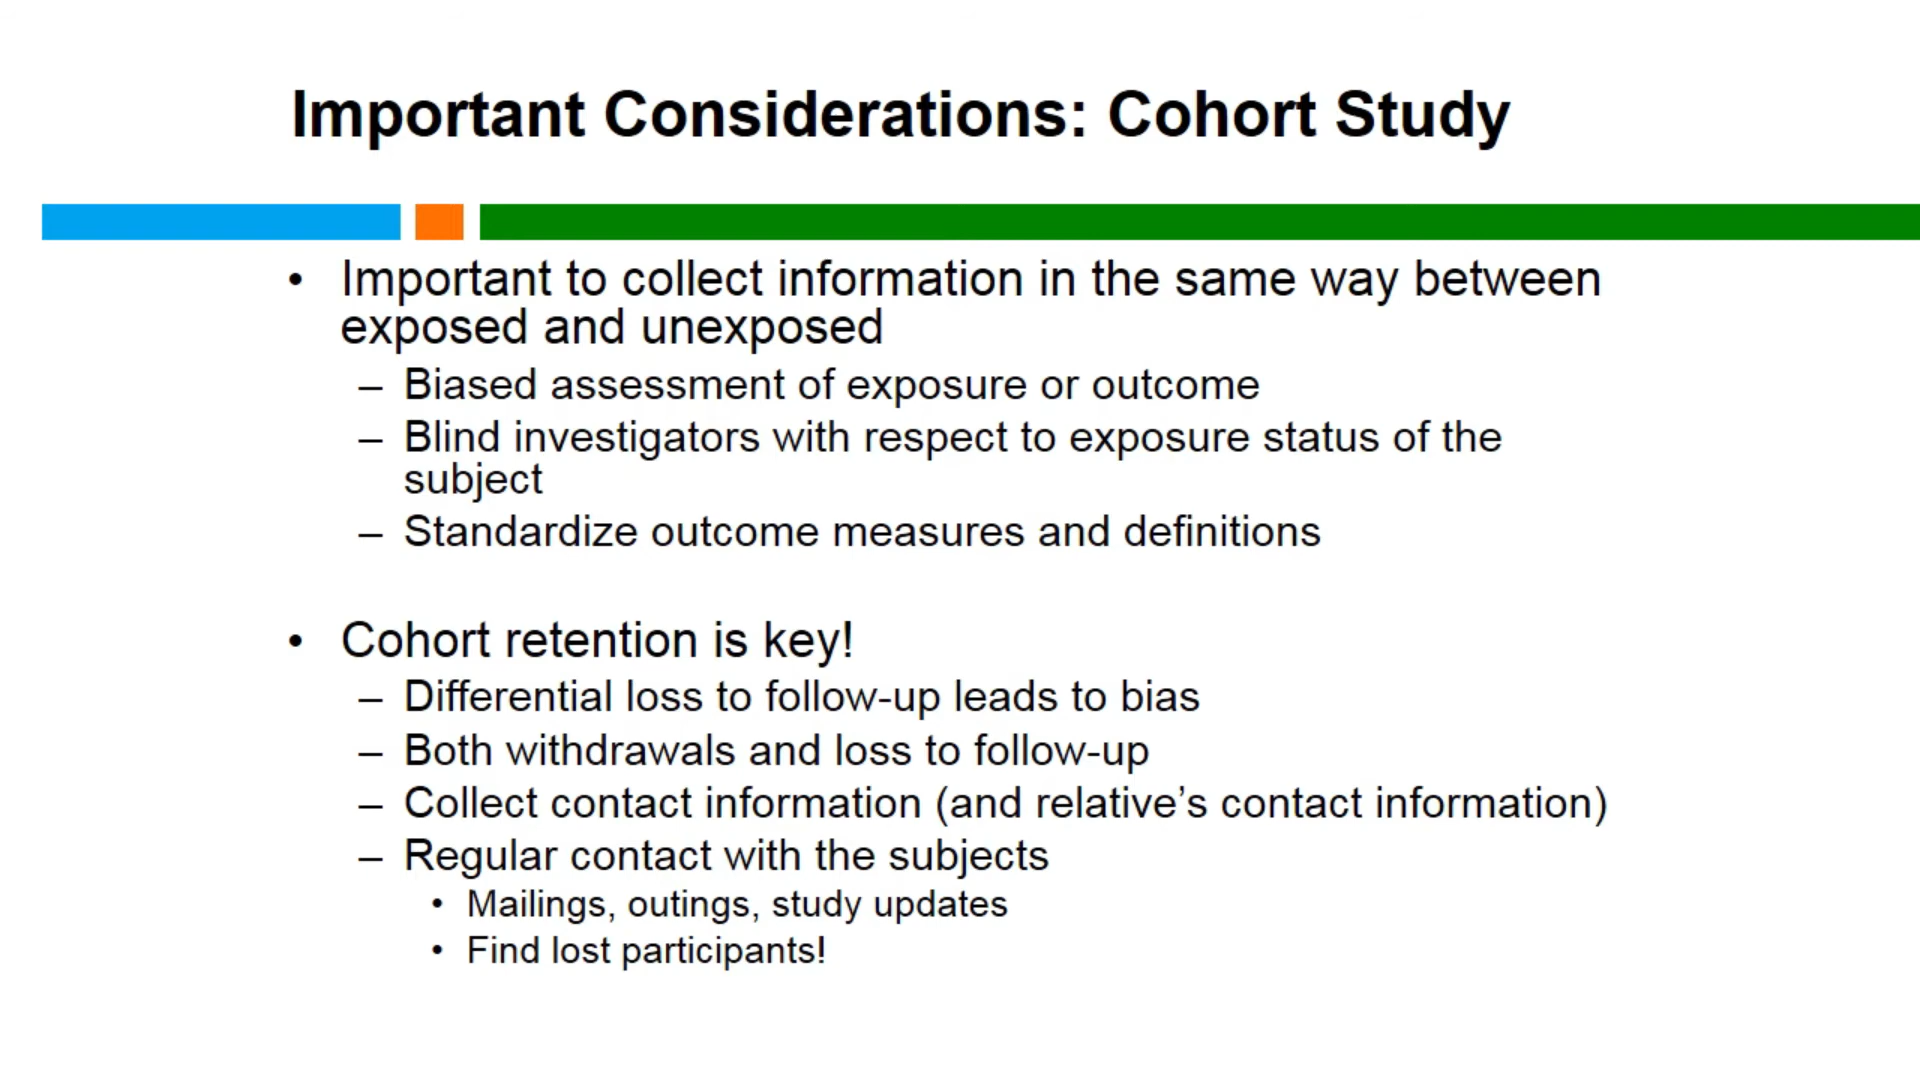 Important Considerations: Cohort Study
• Important to collect information in the same way between
exposed and unexposed
– Biased assessment of exposure or outcome
– Blind investigators with respect to exposure status of the
subject
– Standardize outcome measures and definitions
• Cohort retention is key!
– Differential loss to follow-up leads to bias
– Both withdrawals and loss to follow-up
– Collect contact information (and relative’s contact information)
– Regular contact with the subjects
• Mailings, outings, study updates
• Find lost participants!